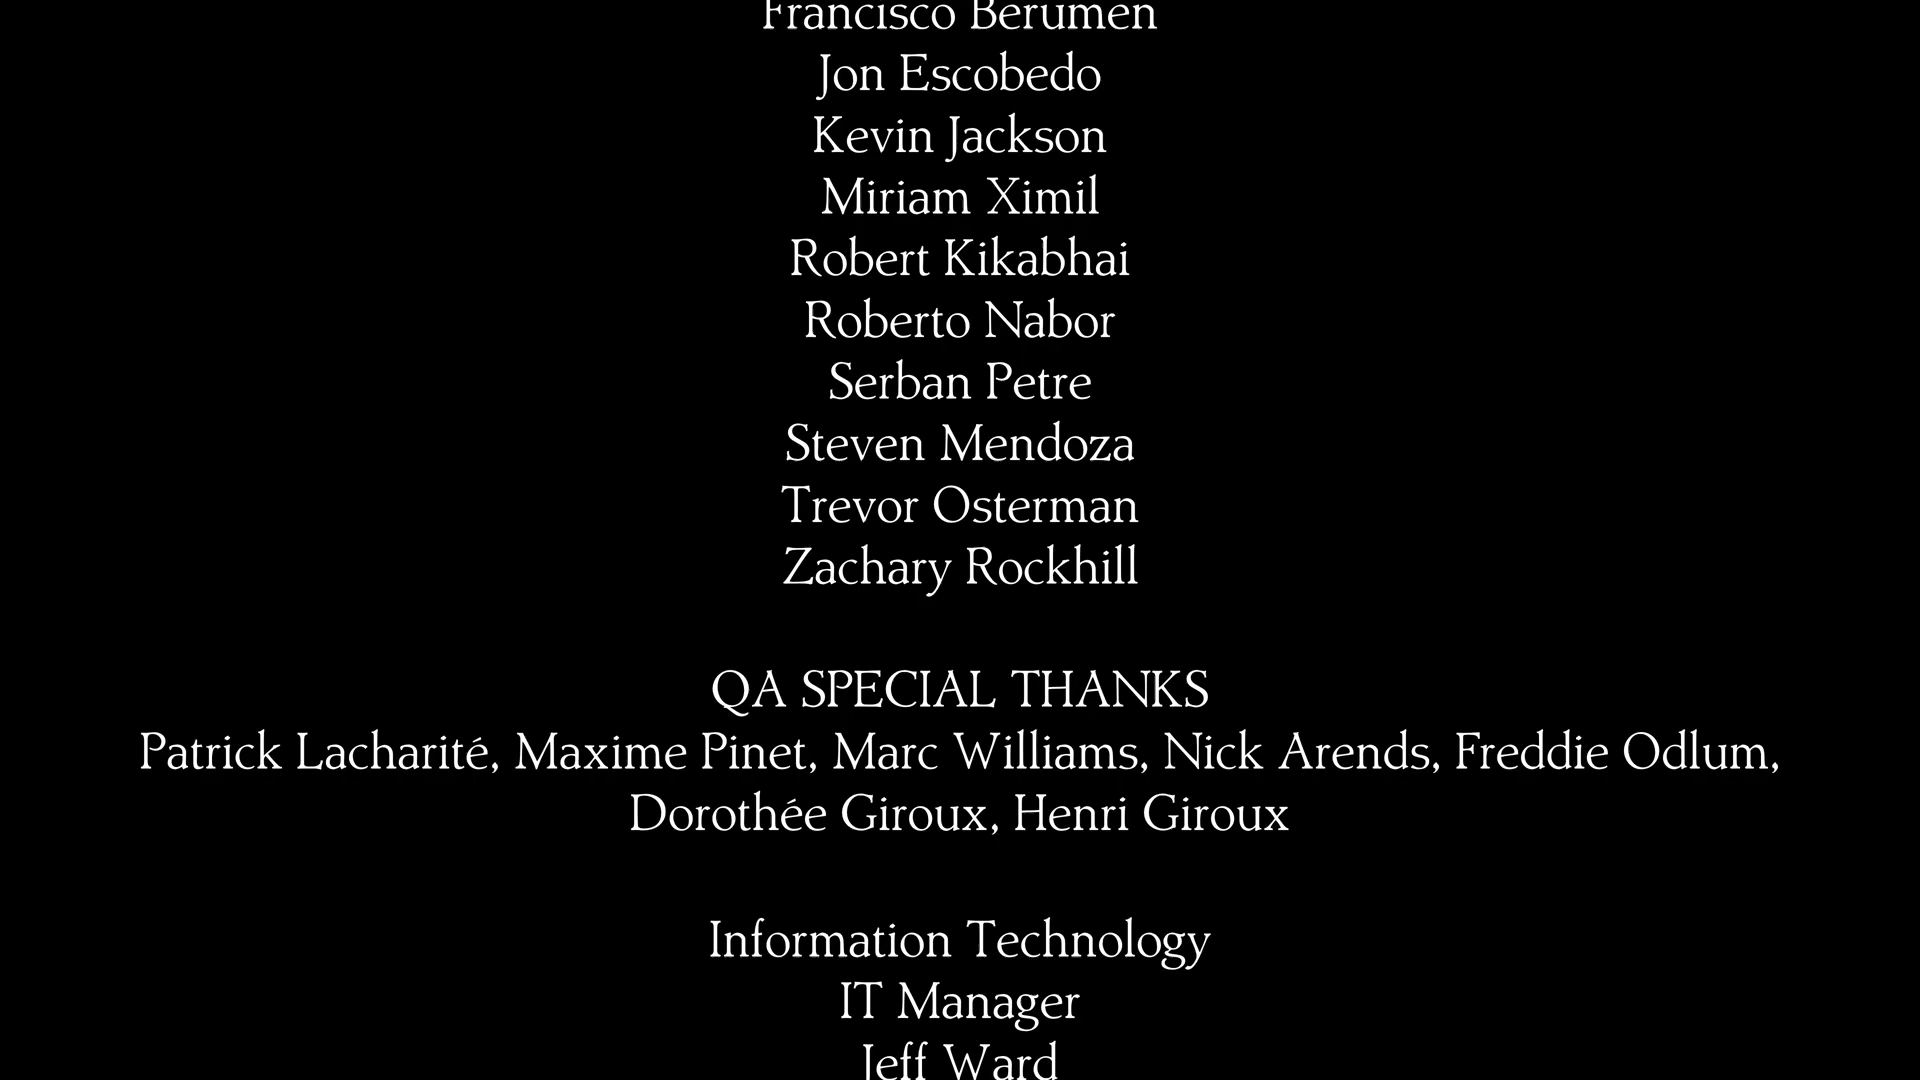 Francisco Berumen
Jon Escobedo
Kevin Jackson
Miriam Ximil
Robert Kikabhai
Roberto Nabor
Serban Petre
Steven Mendoza
Trevor Osterman
Zachary Rockhill
QA SPECIAL THANKS
Patrick Lacharité, Maxime Pinet, Marc Williams, Nick Arends, Freddie Odlum,
Dorothée Giroux, Henri Giroux
Information Technology
IT Manager
Jeff Ward